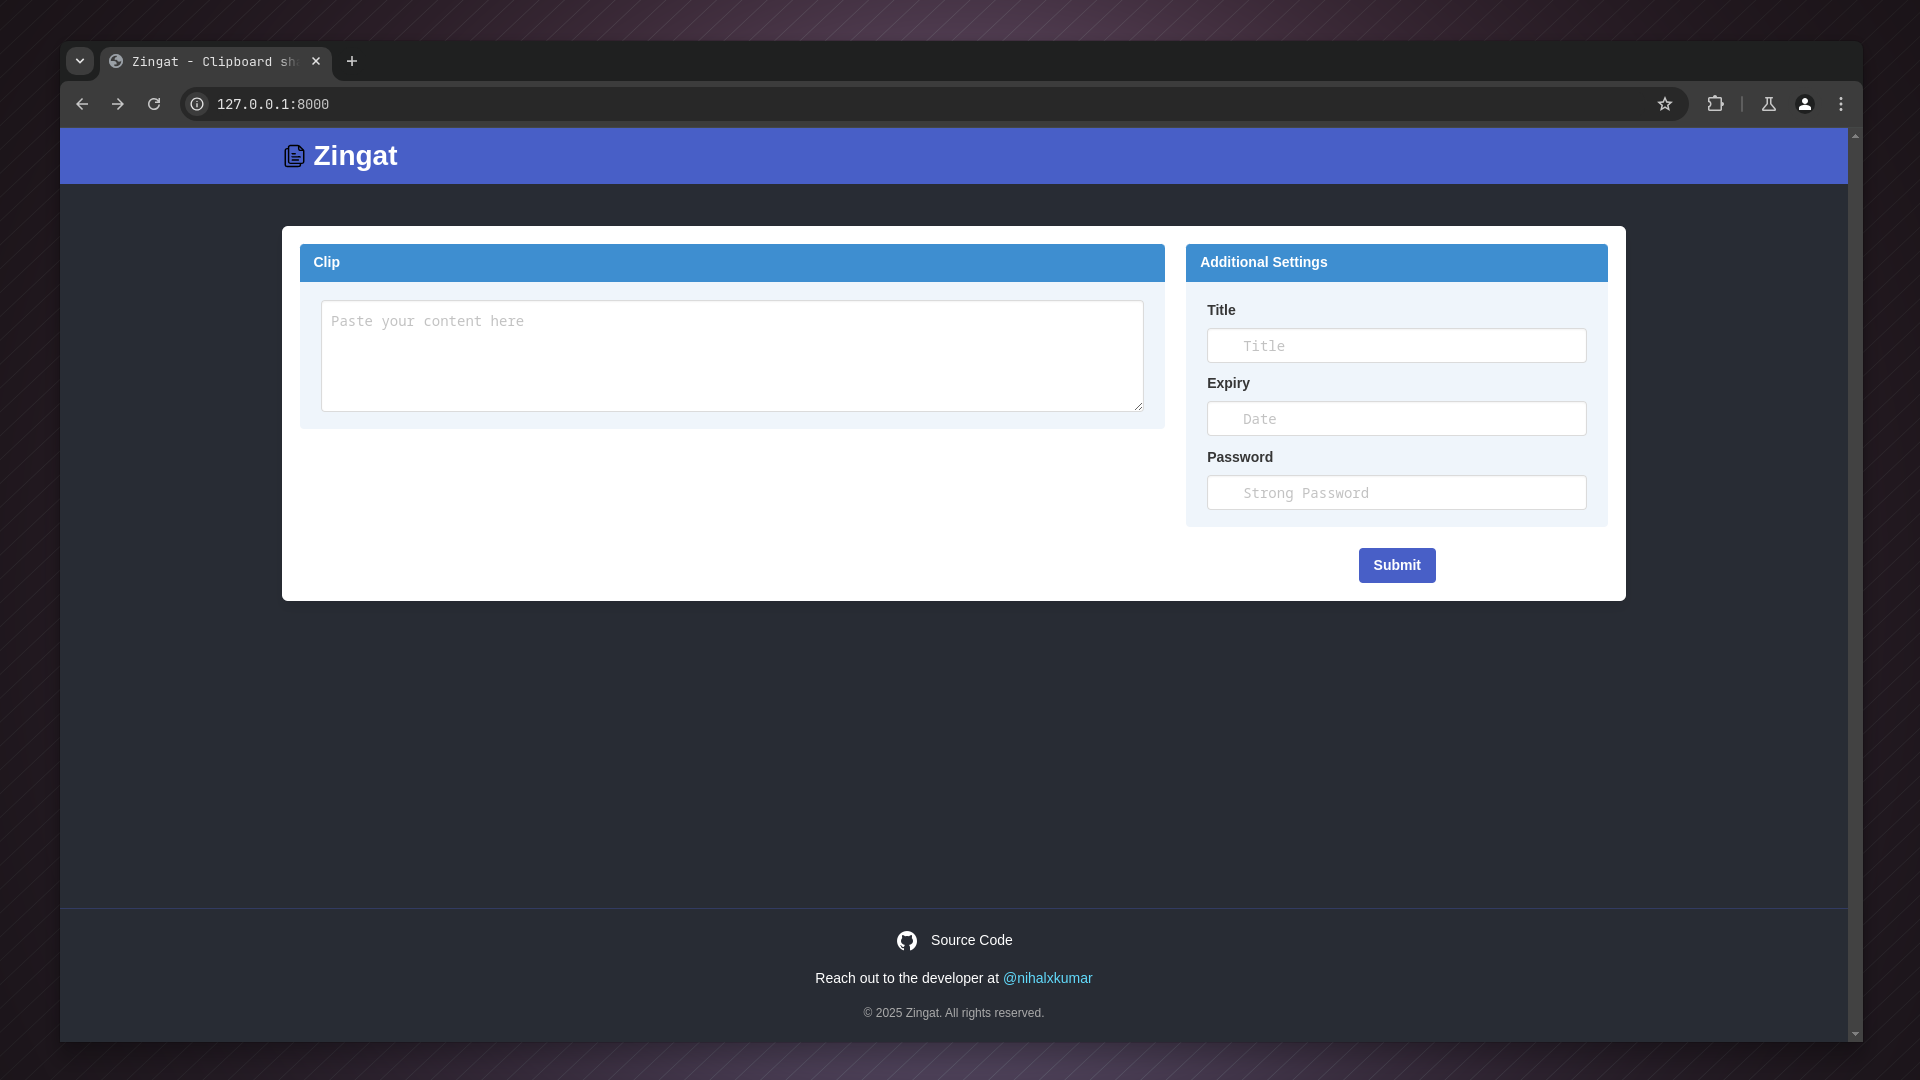 Zingat - Clipboard sh
127.0.0.1:8000
Zingat
Clip
Paste your content here
Additional Settings
Title
Title
Expiry
Date
Password
Strong Password
Submit
Source Code
Reach out to the developer at @nihalxkumar
© 2025 Zingat. All rights reserved.